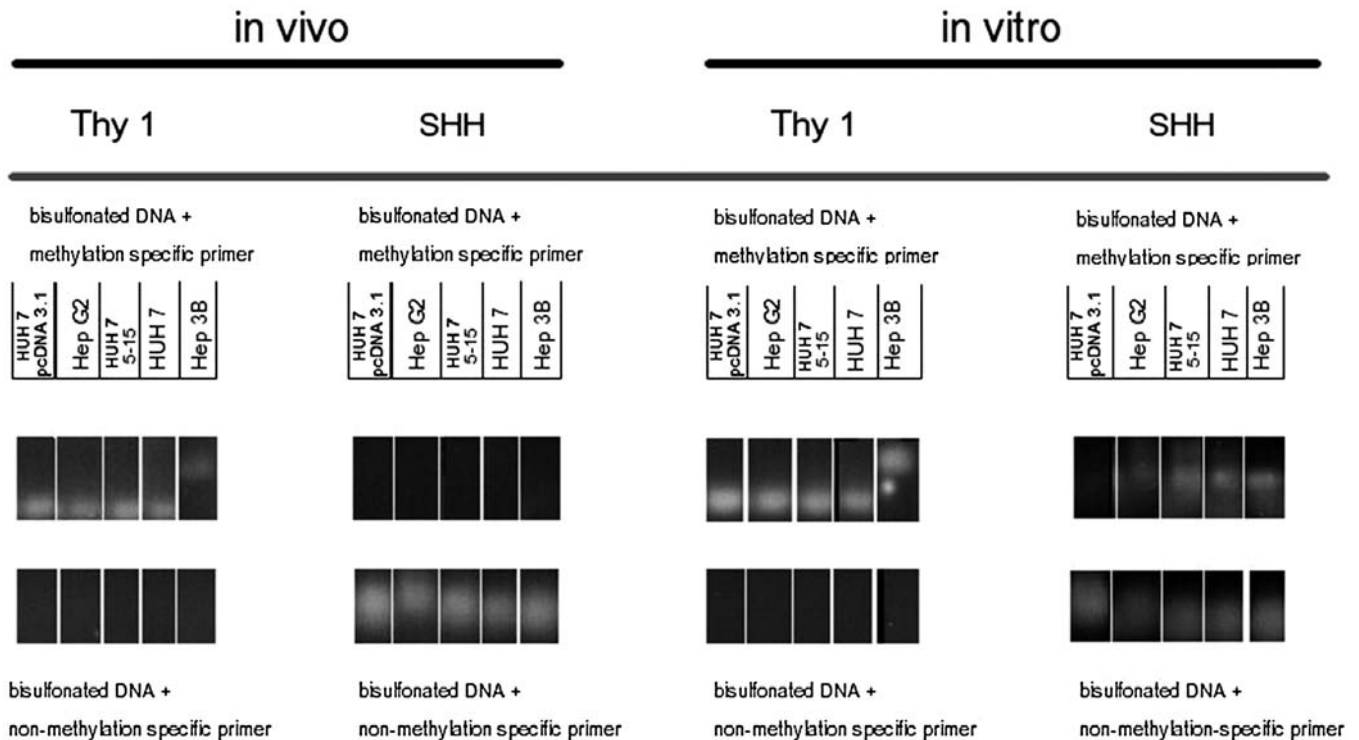 in vivo
in vitro
Thy 1
SHH
Thy 1
SHH
bisulfonated DNA +
methylation specific primer
bisulfonated DNA +
methylation specific primer
bisulfonated DNA +
methylation specific primer
bisulfonated DNA +
methylation specific primer
HUH 7
pcDNA 3.1
Hep G2
HUH 7
5-15
HUH 7
Hep 3B
HUH 7
pcDNA 3.1
Hep G2
HUH 7
5-15
HUH 7
Hep 3B
HUH 7
pcDNA 3.1
Hep G2
HUH 7
5-15
HUH 7
Hep 3B
HUH 7
pcDNA 3.1
Hep G2
HUH 7
5-15
HUH 7
Hep 3B
bisulfonated DNA +
non-methylation specific primer
bisulfonated DNA +
non-methylation specific primer
bisulfonated DNA +
non-methylation specific primer
bisulfonated DNA +
non-methylation-specific primer